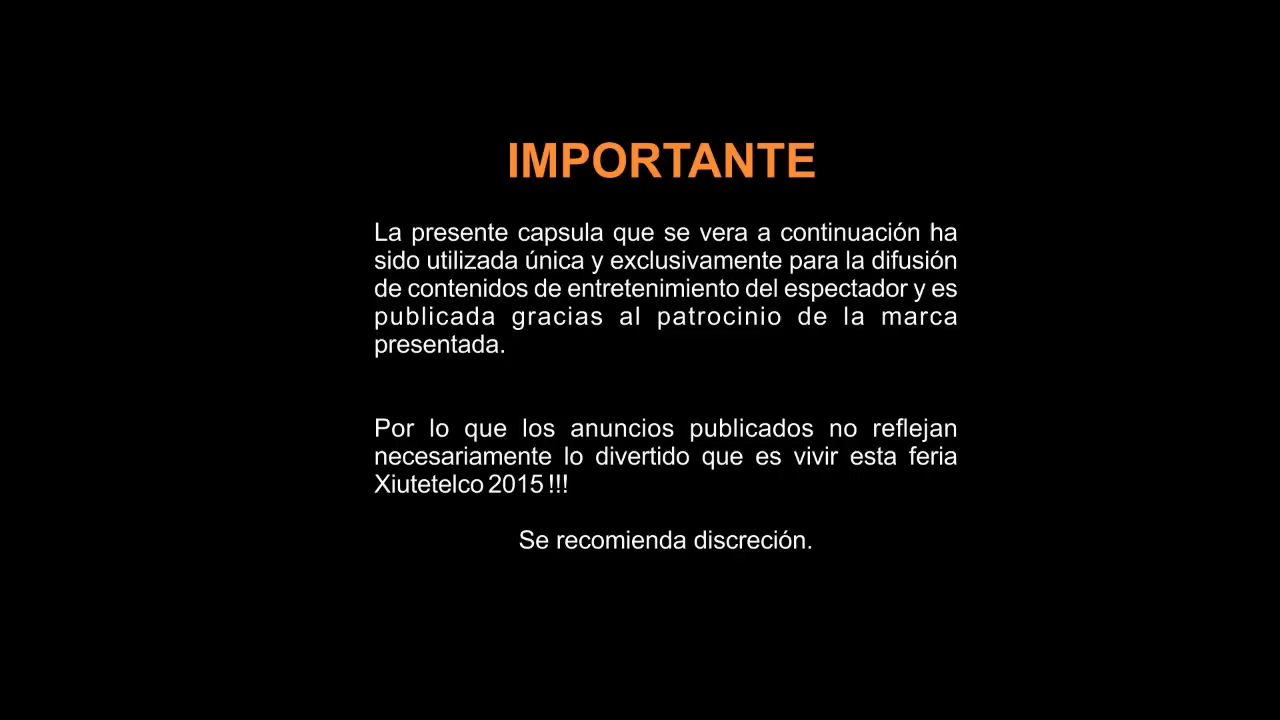 IMPORTANTE
La presente capsula que se vera a continuación ha
sido utilizada única y exclusivamente para la difusión
de contenidos de entretenimiento del espectador y es
publicada gracias al patrocinio de la marca
presentada.
Por lo que los anuncios publicados no reflejan
necesariamente lo divertido que es vivir esta feria
Xiutetelco 2015 !!!
Se recomienda discreción.